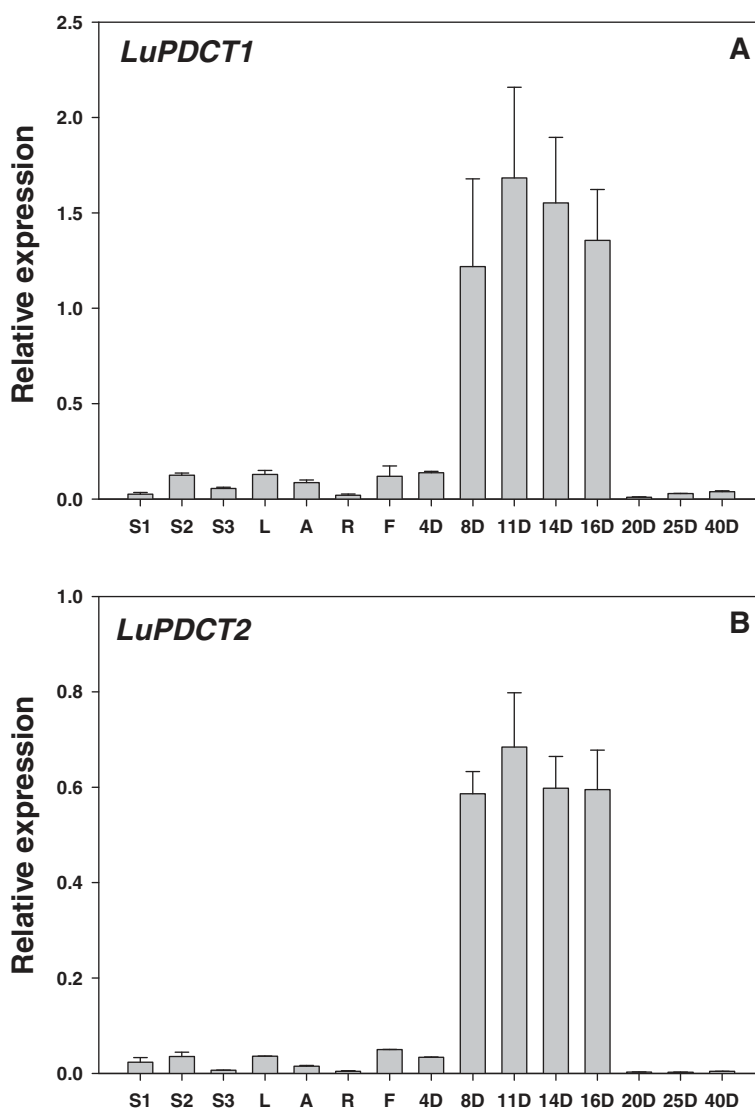 LuPDCT1
A
Relative expression
2.5
2.0
1.5
1.0
0.5
0.0
S1 S2 S3 L A R F 4D 8D 11D 14D 16D 20D 25D 40D
LuPDCT2
B
Relative expression
1.0
0.8
0.6
0.4
0.2
0.0
S1 S2 S3 L A R F 4D 8D 11D 14D 16D 20D 25D 40D